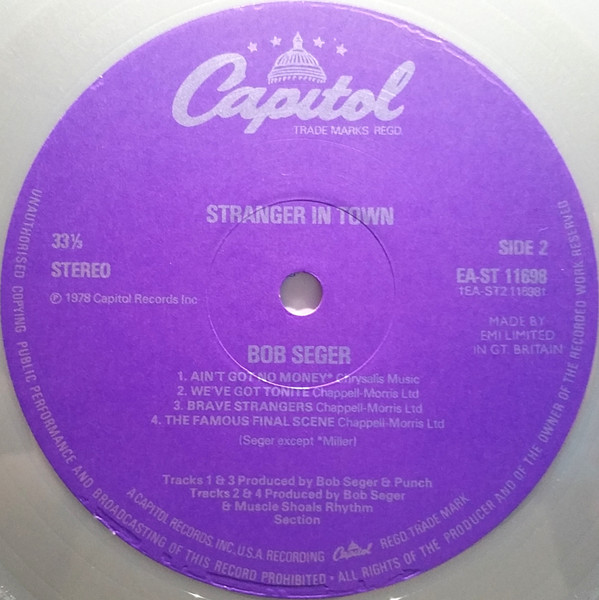 Capitol
TRADE MARKS REGD.
STRANGER IN TOWN
33⅓
STEREO
SIDE 2
EA-ST 11698
(EA-ST2 11698)
℗ 1978 Capitol Records Inc
MADE BY
EMI LIMITED
IN GT. BRITAIN
BOB SEGER
1. AIN'T GOT NO MONEY* Chrysalis Music
2. WE'VE GOT TONITE Chappell-Morris Ltd
3. BRAVE STRANGERS Chappell-Morris Ltd
4. THE FAMOUS FINAL SCENE Chappell-Morris Ltd
(Seger except *Miller)
Tracks 1 & 3 Produced by Bob Seger & Punch
Tracks 2 & 4 Produced by Bob Seger
& Muscle Shoals Rhythm
Section
A CAPITOL RECORDS, INC., U.S.A. RECORDING Capitol REGD. TRADE MARK
UNAUTHORISED COPYING PUBLIC PERFORMANCE AND BROADCASTING OF THIS RECORD PROHIBITED • ALL RIGHTS OF THE PRODUCER AND OF THE OWNER OF THE RECORDED WORK RESERVED